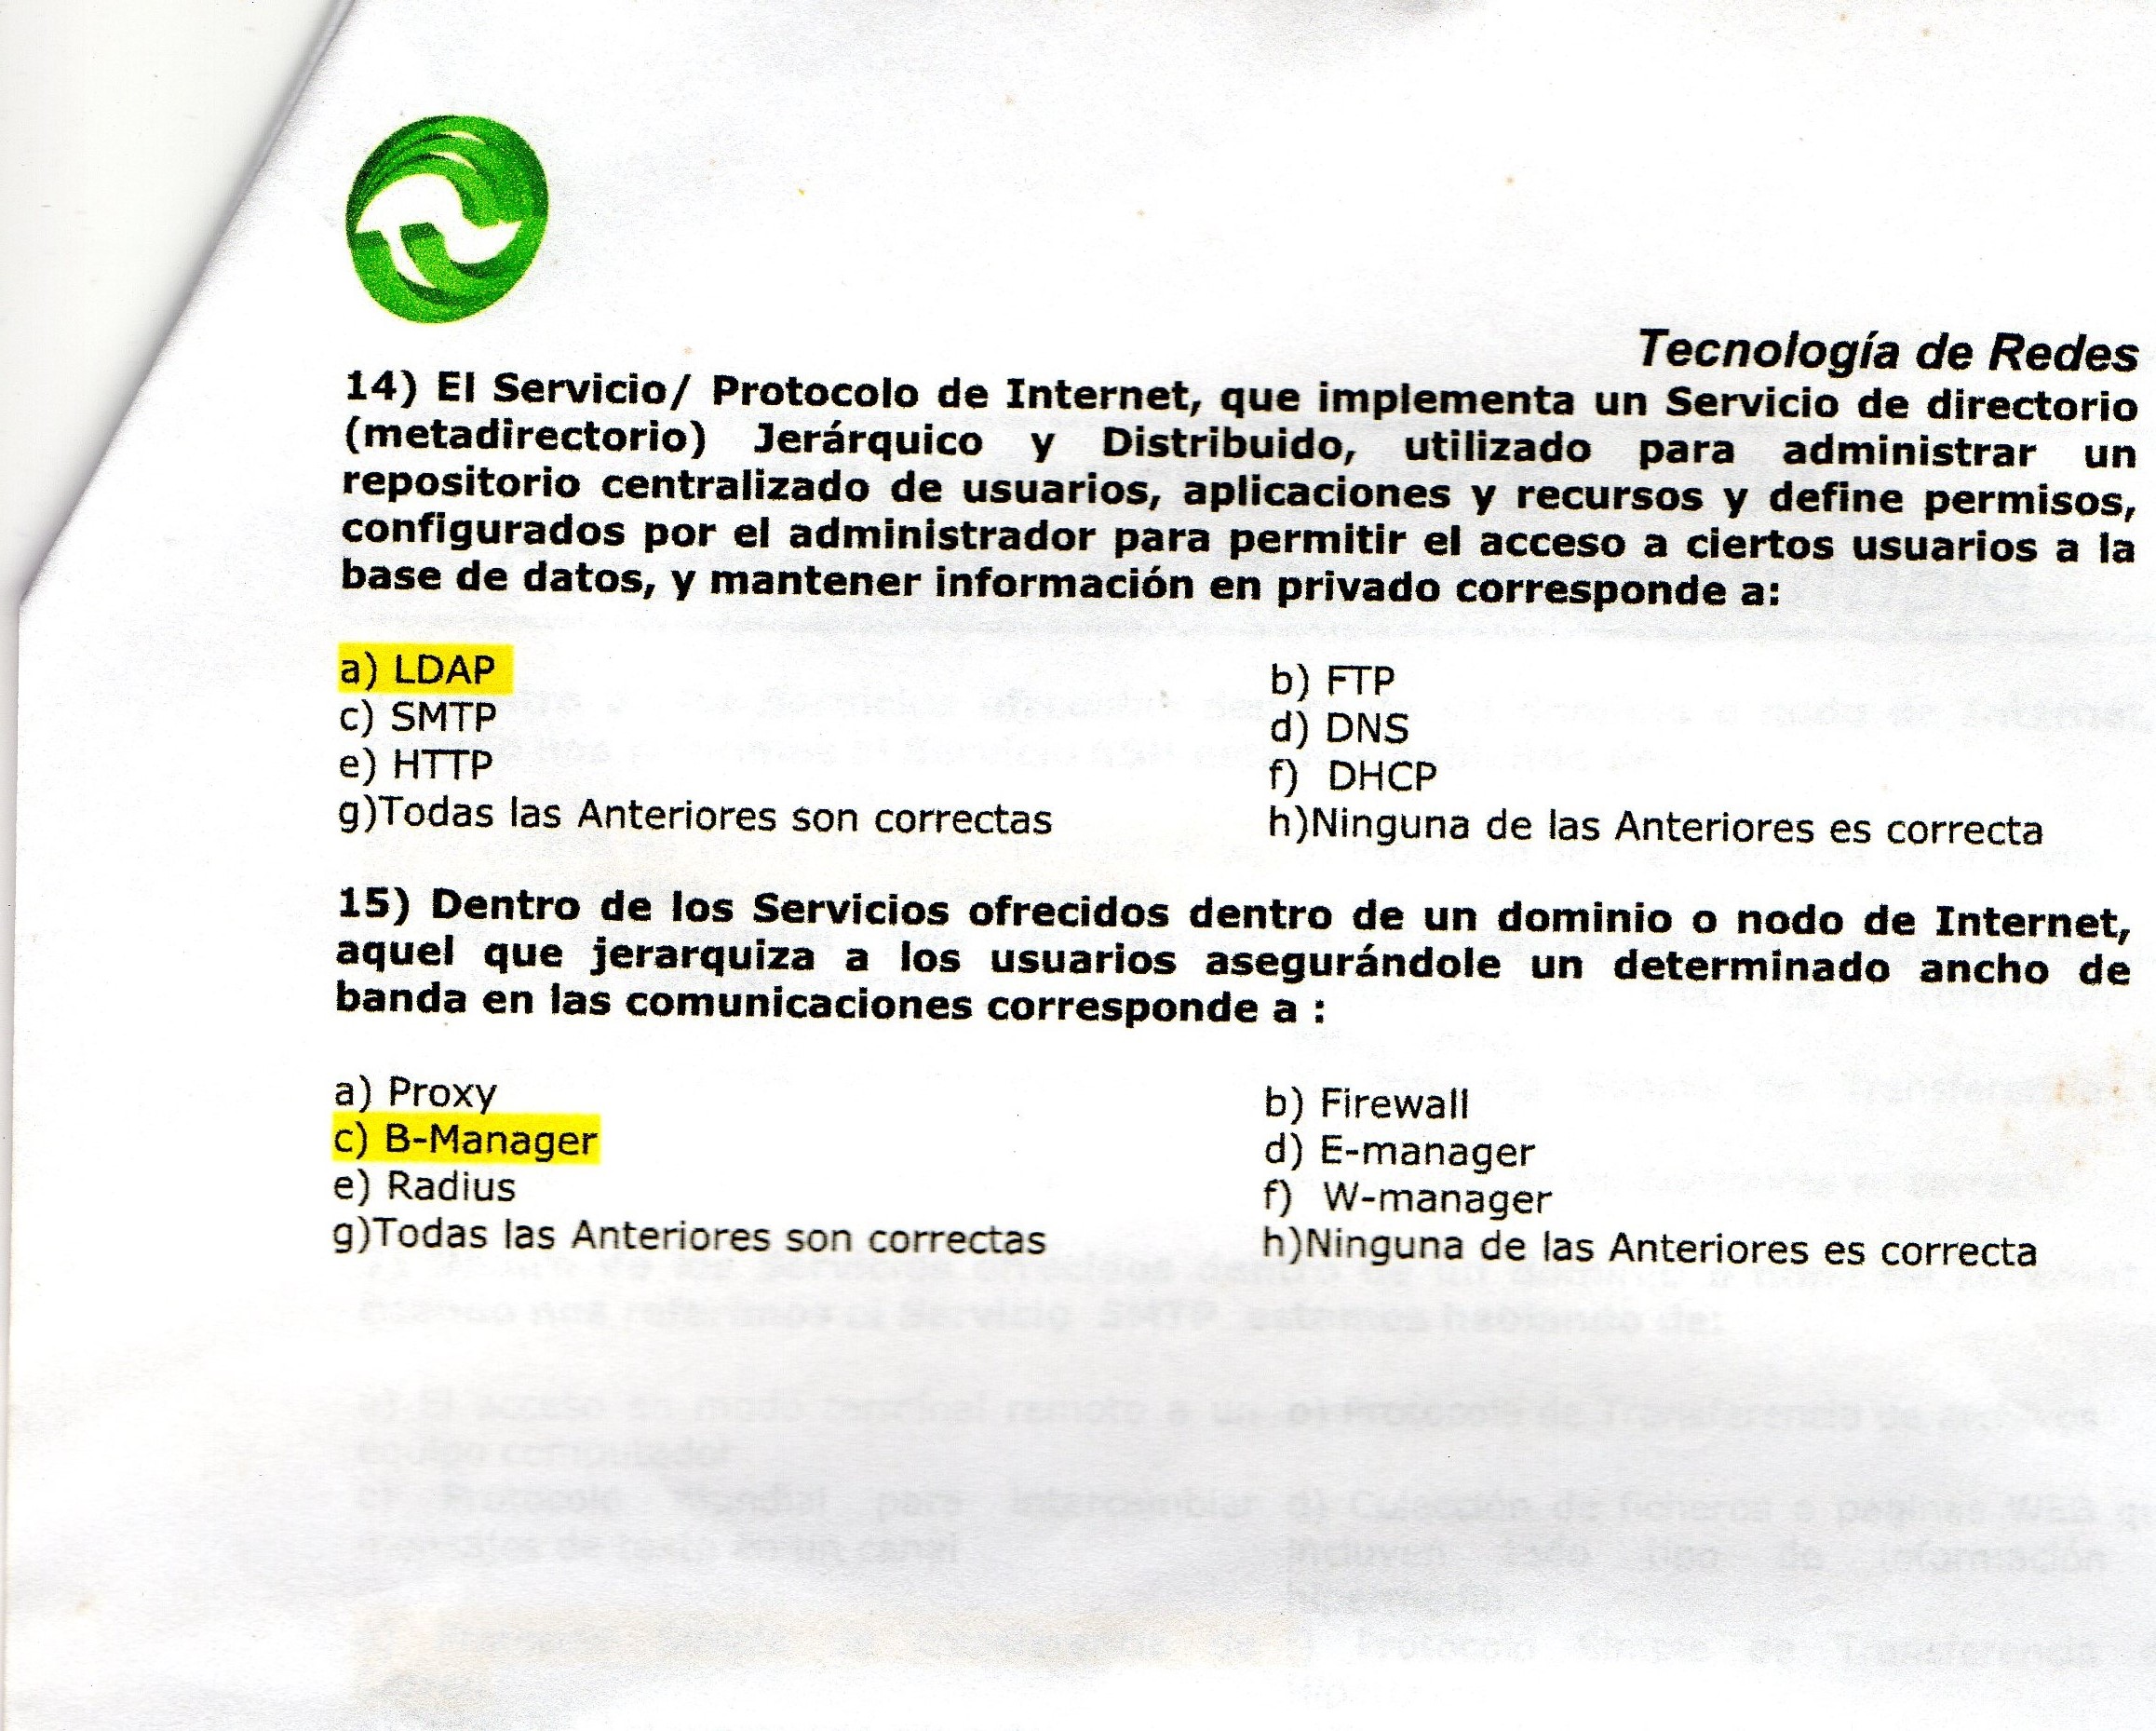 Tecnología de Redes
14) El Servicio/ Protocolo de Internet, que implementa un Servicio de directorio
(metadirectorio) Jerárquico y Distribuido, utilizado para administrar un
repositorio centralizado de usuarios, aplicaciones y recursos y define permisos,
configurados por el administrador para permitir el acceso a ciertos usuarios a la
base de datos, y mantener información en privado corresponde a:
a) LDAP
b) FTP
c) SMTP
d) DNS
e) HTTP
f) DHCP
g)Todas las Anteriores son correctas
h)Ninguna de las Anteriores es correcta
15) Dentro de los Servicios ofrecidos dentro de un dominio o nodo de Internet,
aquel que jerarquiza a los usuarios asegurándole un determinado ancho de
banda en las comunicaciones corresponde a :
a) Proxy
b) Firewall
c) B-Manager
d) E-manager
e) Radius
f) W-manager
g)Todas las Anteriores son correctas
h)Ninguna de las Anteriores es correcta